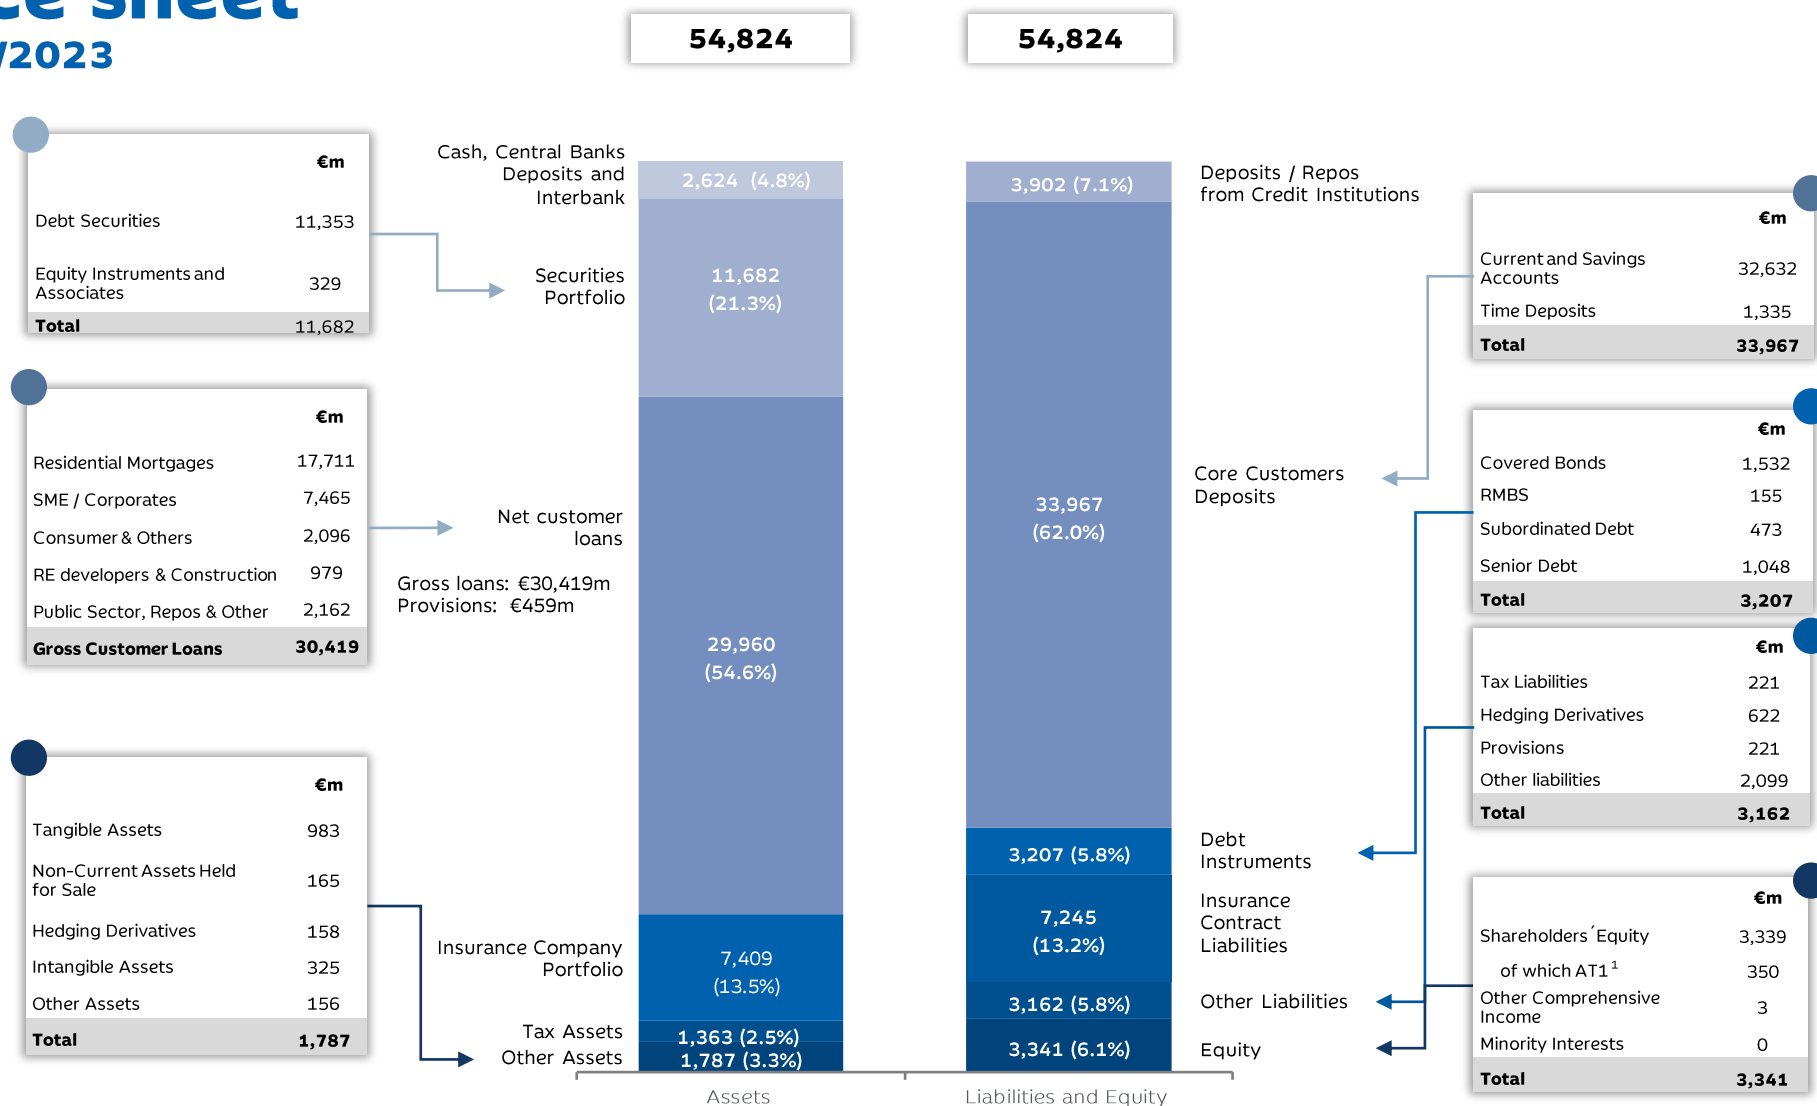 ce sheet
/2023
54,824
54,824
€m
Debt Securities 11,353
Equity Instruments and
Associates 329
Total 11,682
€m
Residential Mortgages 17,711
SME / Corporates 7,465
Consumer & Others 2,096
RE developers & Construction 979
Public Sector, Repos & Other 2,162
Gross Customer Loans 30,419
€m
Tangible Assets 983
Non-Current Assets Held
for Sale 165
Hedging Derivatives 158
Intangible Assets 325
Other Assets 156
Total 1,787
Cash, Central Banks
Deposits and
Interbank
Securities
Portfolio
Net customer
loans
Gross loans: €30,419m
Provisions: €459m
Insurance Company
Portfolio
Tax Assets
Other Assets
2,624 (4.8%)
11,682
(21.3%)
29,960
(54.6%)
7,409
(13.5%)
1,363 (2.5%)
1,787 (3.3%)
Assets
3,902 (7.1%)
33,967
(62.0%)
3,207 (5.8%)
7,245
(13.2%)
3,162 (5.8%)
3,341 (6.1%)
Liabilities and Equity
Deposits / Repos
from Credit Institutions
Core Customers
Deposits
Debt
Instruments
Insurance
Contract
Liabilities
Other Liabilities
Equity
€m
Current and Savings
Accounts 32,632
Time Deposits 1,335
Total 33,967
€m
Covered Bonds 1,532
RMBS 155
Subordinated Debt 473
Senior Debt 1,048
Total 3,207
€m
Tax Liabilities 221
Hedging Derivatives 622
Provisions 221
Other liabilities 2,099
Total 3,162
€m
Shareholders´Equity 3,339
of which AT1¹ 350
Other Comprehensive
Income 3
Minority Interests 0
Total 3,341